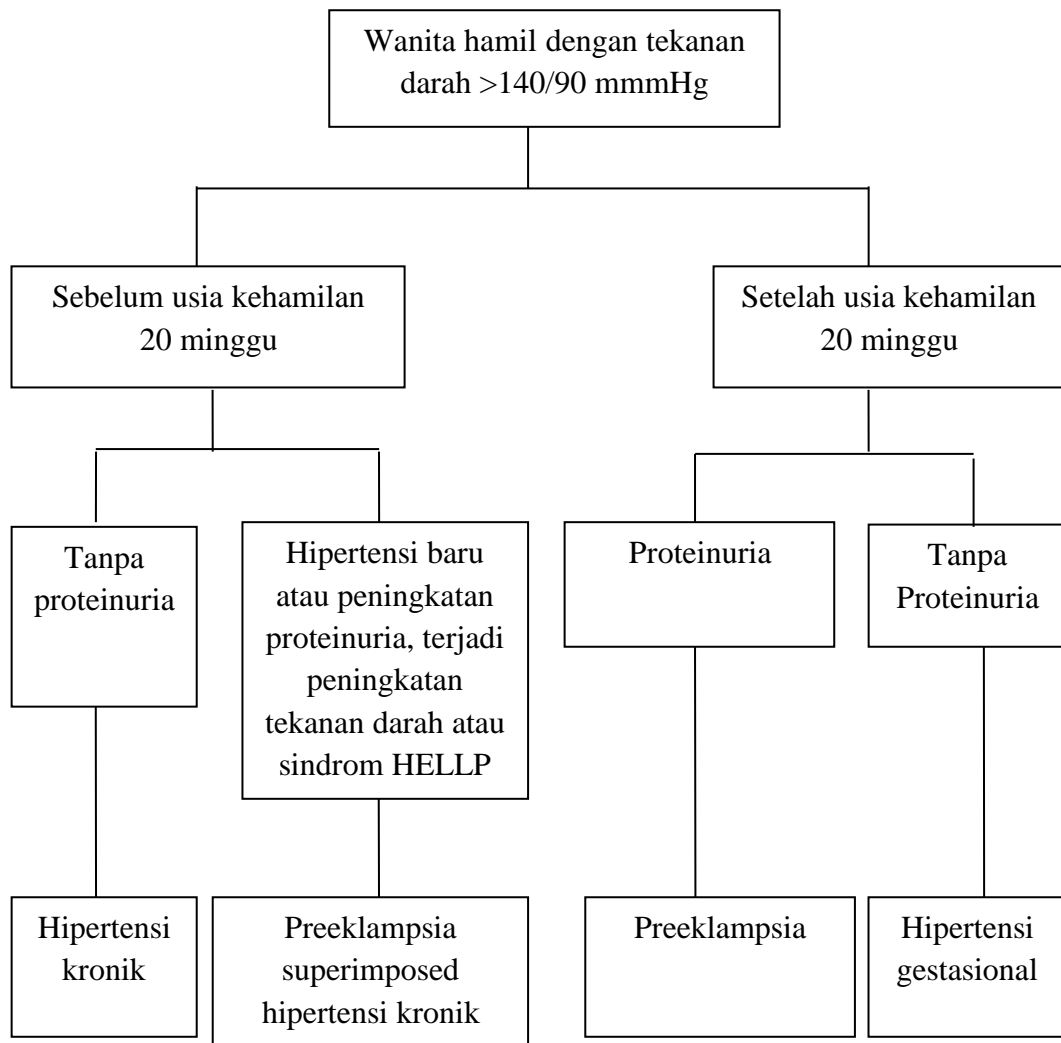 Wanita hamil dengan tekanan
darah >140/90 mmmHg
Sebelum usia kehamilan
20 minggu
Setelah usia kehamilan
20 minggu
Tanpa
proteinuria
Hipertensi baru
atau peningkatan
proteinuria, terjadi
peningkatan
tekanan darah atau
sindrom HELLP
Proteinuria
Tanpa
Proteinuria
Hipertensi
kronik
Preeklampsia
superimposed
hipertensi kronik
Preeklampsia
Hipertensi
gestasional